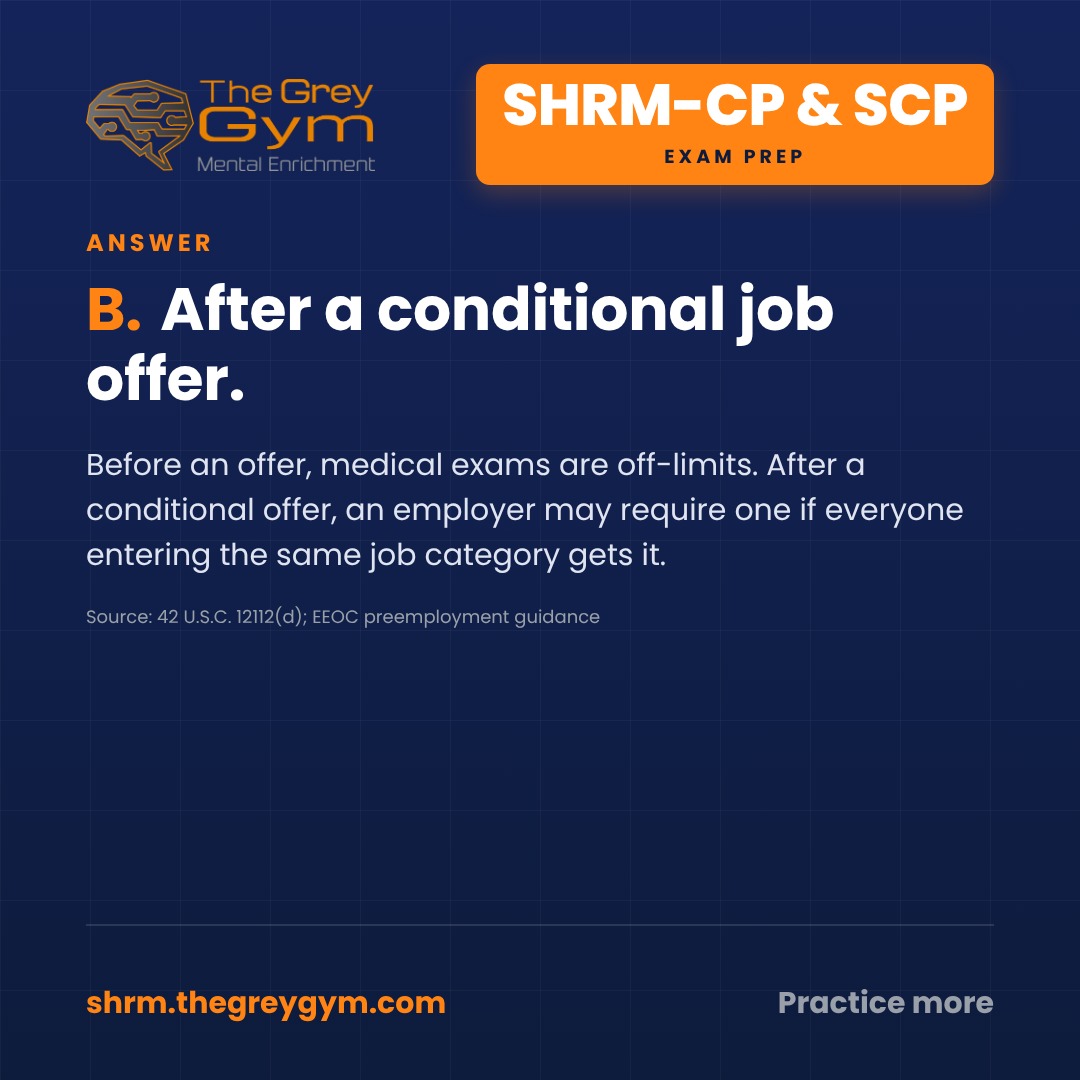 The Grey
Gym
Mental Enrichment
SHRM-CP & SCP
EXAM PREP
ANSWER
B. After a conditional job
offer.
Before an offer, medical exams are off-limits. After a
conditional offer, an employer may require one if everyone
entering the same job category gets it.
Source: 42 U.S.C. 12112(d); EEOC preemployment guidance
shrm.thegreygym.com
Practice more